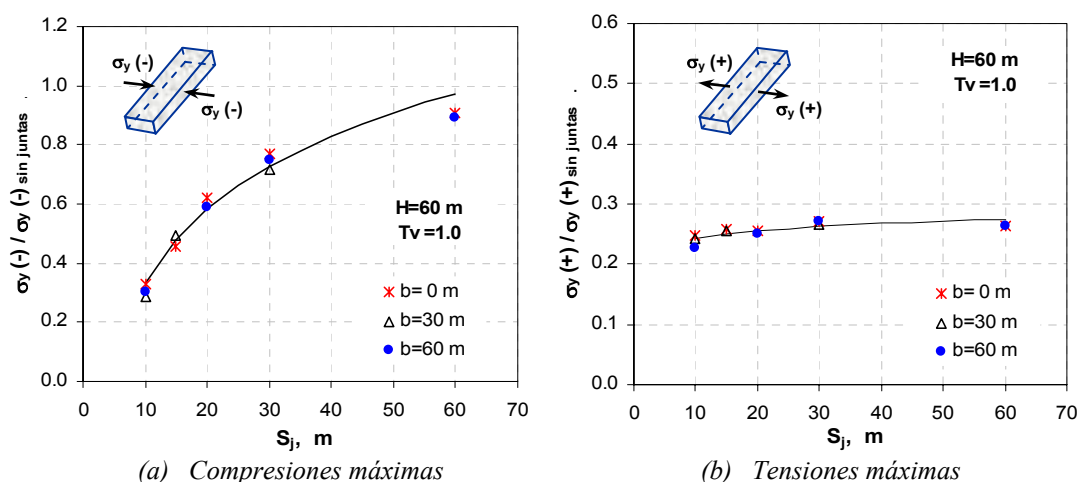 σy (-) / σy (-) sin juntas .
1.2
1.0
0.8
0.6
0.4
0.2
0.0
σy (-)
σy (-)
H=60 m
Tv =1.0
b= 0 m
b=30 m
b=60 m
0 10 20 30 40 50 60 70
Sj, m
(a) Compresiones máximas
σy (+) / σy (+) sin juntas .
0.6
0.5
0.4
0.3
0.2
0.1
0.0
σy (+)
σy (+)
H=60 m
Tv =1.0
b= 0 m
b=30 m
b=60 m
0 10 20 30 40 50 60 70
Sj, m
(b) Tensiones máximas